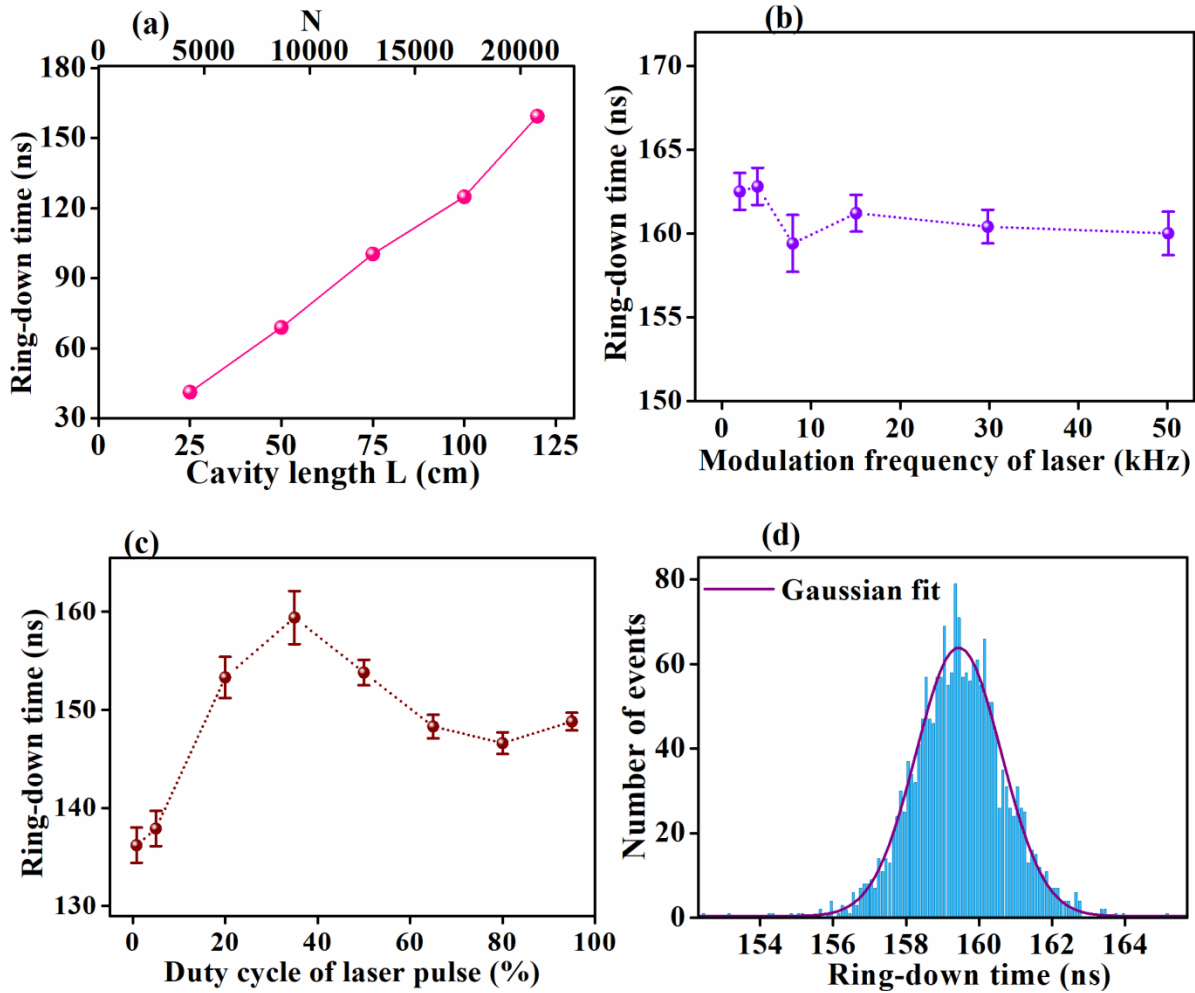 (a)
N
0 5000 10000 15000 20000
180
150
120
90
60
30
Ring-down time (ns)
0 25 50 75 100 125
Cavity length L (cm)
(b)
170
165
160
155
150
Ring-down time (ns)
0 10 20 30 40 50
Modulation frequency of laser (kHz)
(c)
160
150
140
130
Ring-down time (ns)
0 20 40 60 80 100
Duty cycle of laser pulse (%)
(d)
Gaussian fit
80
60
40
20
0
Number of events
154 156 158 160 162 164
Ring-down time (ns)